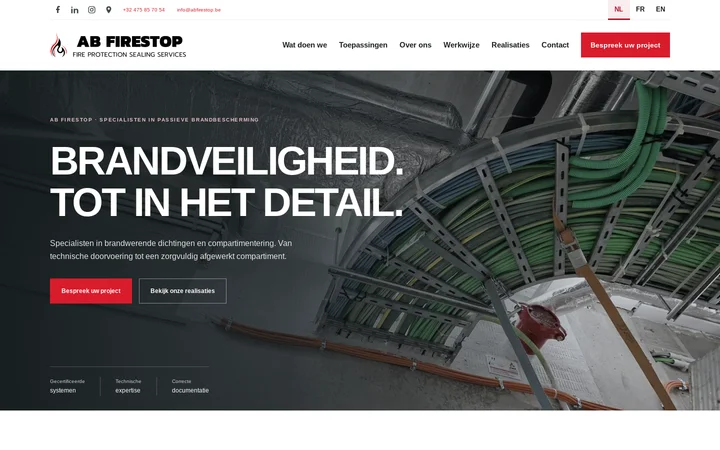 +32 475 85 70 54
info@abfirestop.be
NL FR EN
AB FIRESTOP
FIRE PROTECTION SEALING SERVICES
Wat doen we Toepassingen Over ons Werkwijze Realisaties Contact Bespreek uw project
AB FIRESTOP · SPECIALISTEN IN PASSIEVE BRANDBESCHERMING
BRANDVEILIGHEID.
TOT IN HET DETAIL.
Specialisten in brandwerende dichtingen en compartimentering. Van
technische doorvoering tot een zorgvuldig afgewerkt compartiment.
Bespreek uw project Bekijk onze realisaties
Gecertificeerde Technische Correcte
systemen expertise documentatie